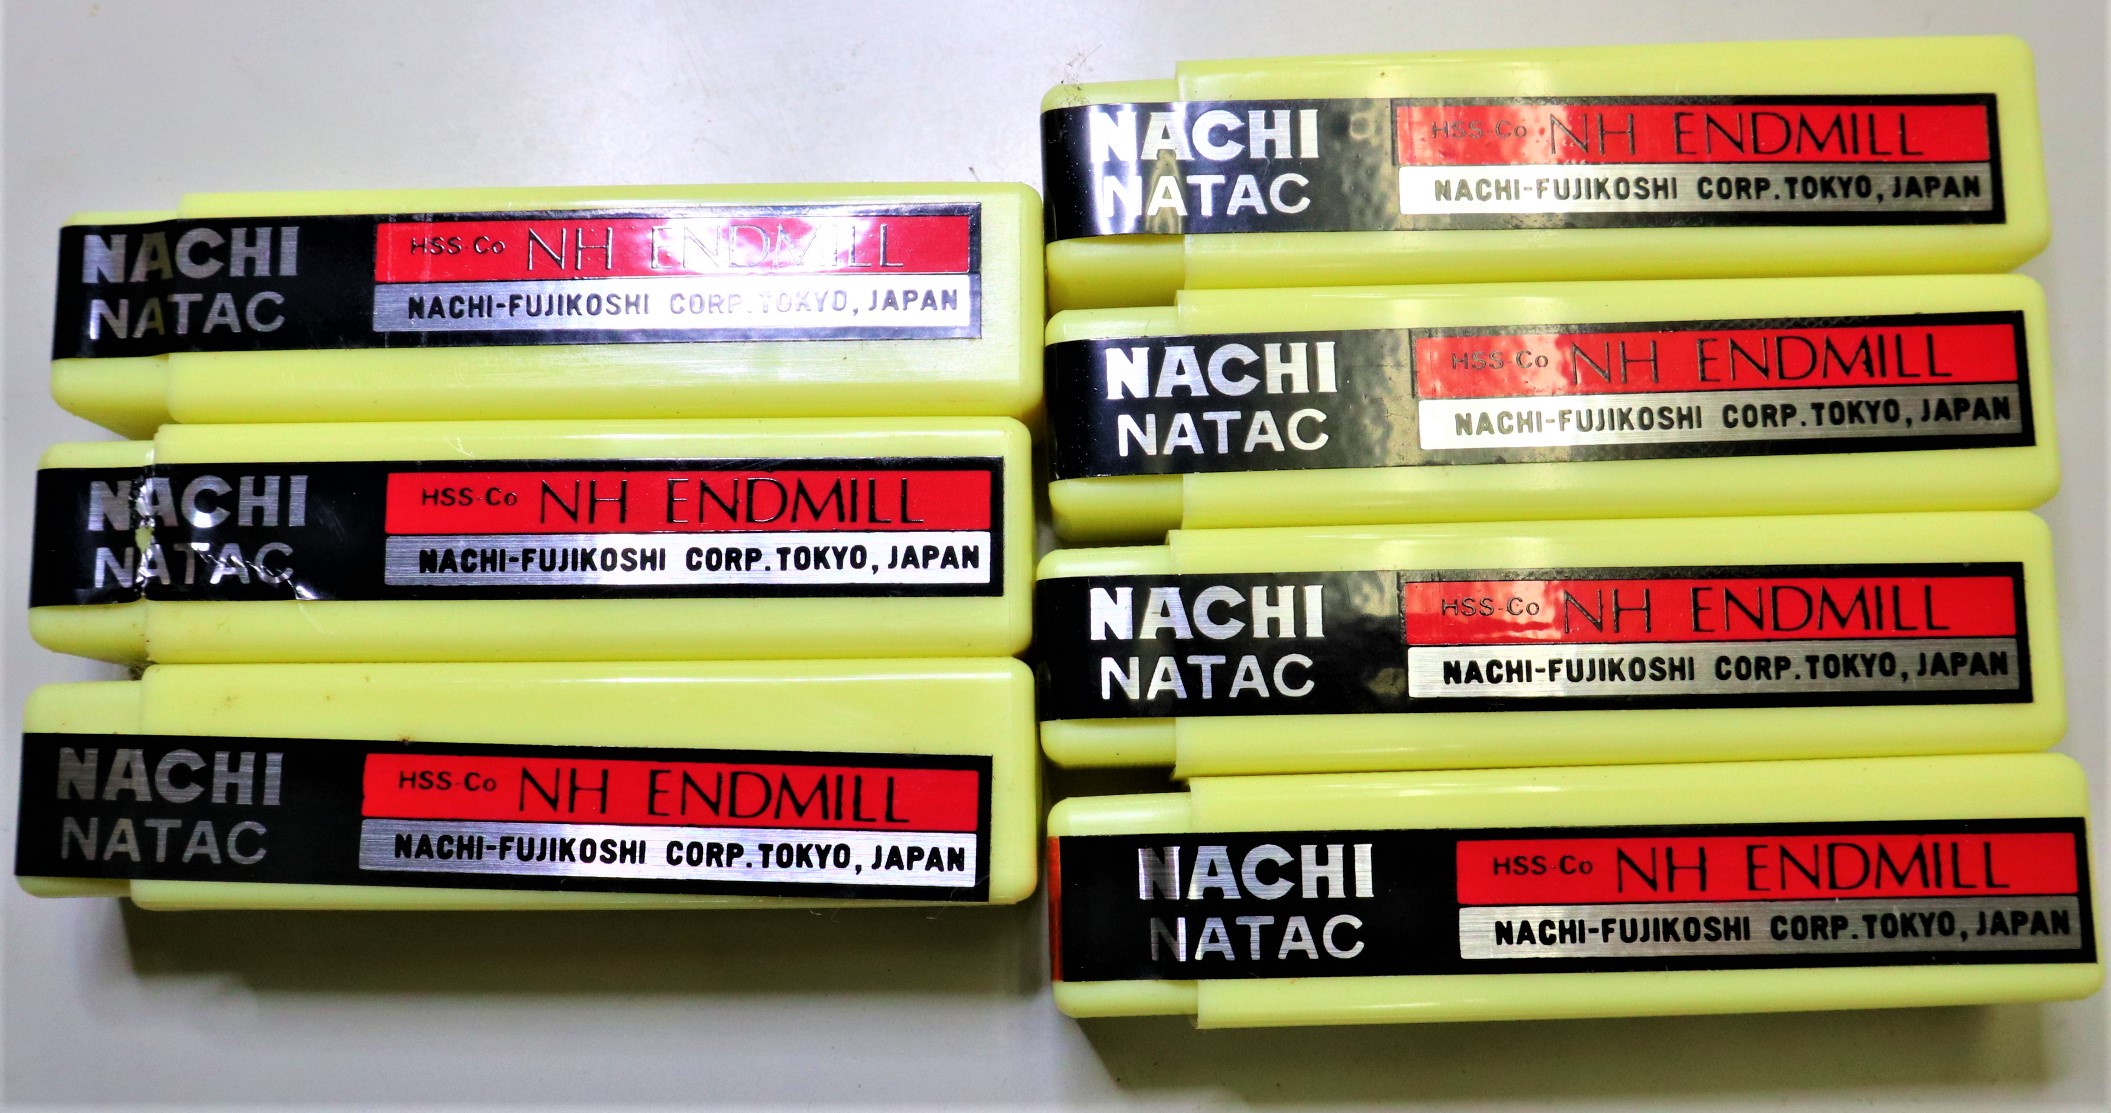 NACHI
NATAC
HSS-Co NH ENDMILL
NACHI-FUJIKOSHI CORP. TOKYO, JAPAN
NACHI
NATAC
HSS-Co NH ENDMILL
NACHI-FUJIKOSHI CORP. TOKYO, JAPAN
NACHI
NATAC
HSS-Co NH ENDMILL
NACHI-FUJIKOSHI CORP. TOKYO, JAPAN
NACHI
NATAC
HSS-Co NH ENDMILL
NACHI-FUJIKOSHI CORP. TOKYO, JAPAN
NACHI
NATAC
HSS-Co NH ENDMILL
NACHI-FUJIKOSHI CORP. TOKYO, JAPAN
NACHI
NATAC
HSS-Co NH ENDMILL
NACHI-FUJIKOSHI CORP. TOKYO, JAPAN
NACHI
NATAC
HSS-Co NH ENDMILL
NACHI-FUJIKOSHI CORP. TOKYO, JAPAN